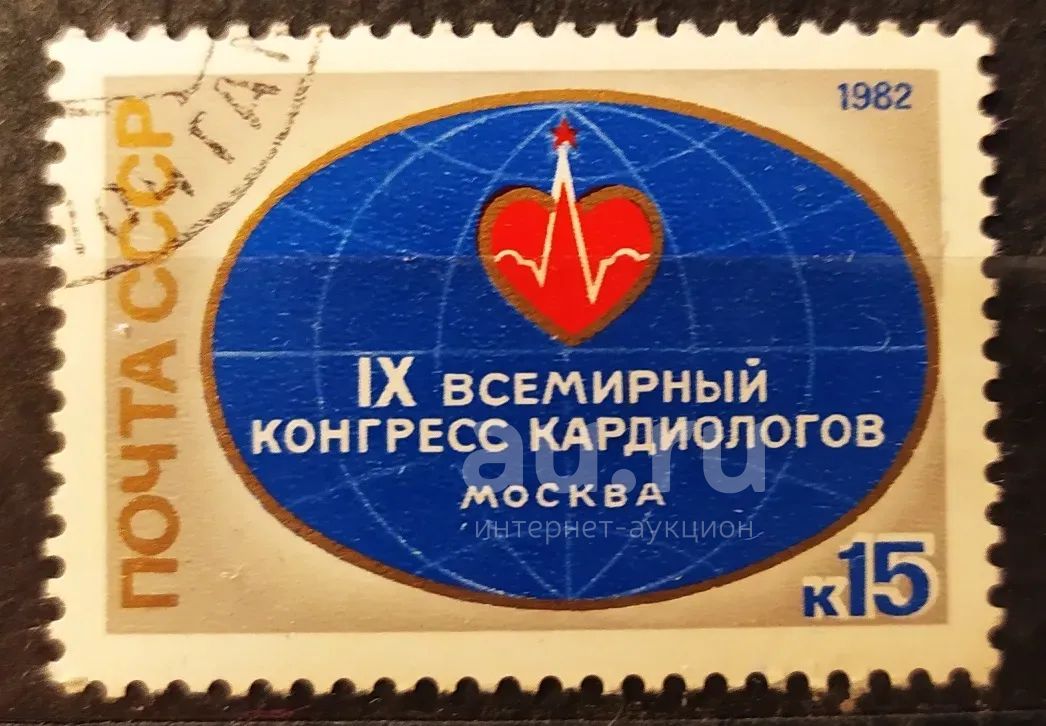 1982
ПОЧТА СССР
IX ВСЕМИРНЫЙ
КОНГРЕСС КАРДИОЛОГОВ
МОСКВА
к15
au.ru
интернет-аукцион